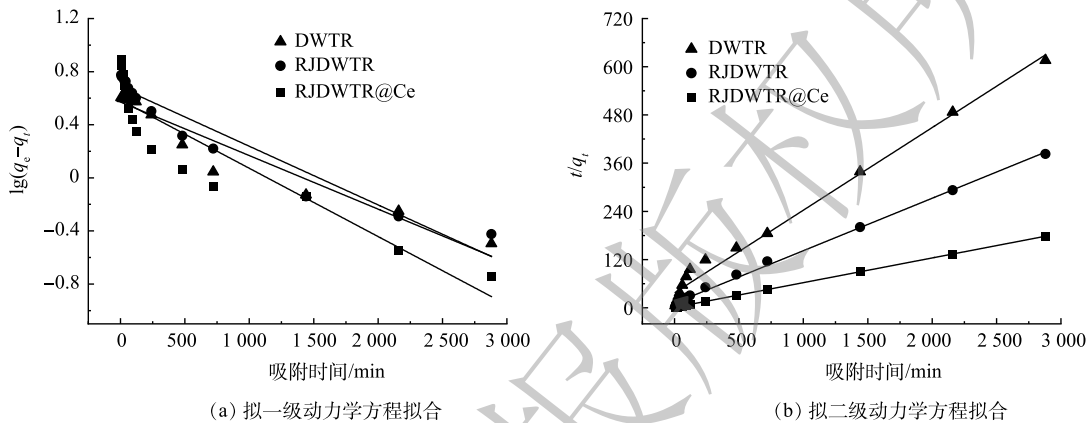 1.2
0.8
0.4
0
−0.4
−0.8
lg(qe−qt)
DWTR
RJDWTR
RJDWTR@Ce
0 500 1 000 1 500 2 000 2 500 3 000
吸附时间/min
(a) 拟一级动力学方程拟合
720
600
480
360
240
120
0
t/qt
DWTR
RJDWTR
RJDWTR@Ce
0 500 1 000 1 500 2 000 2 500 3 000
吸附时间/min
(b) 拟二级动力学方程拟合